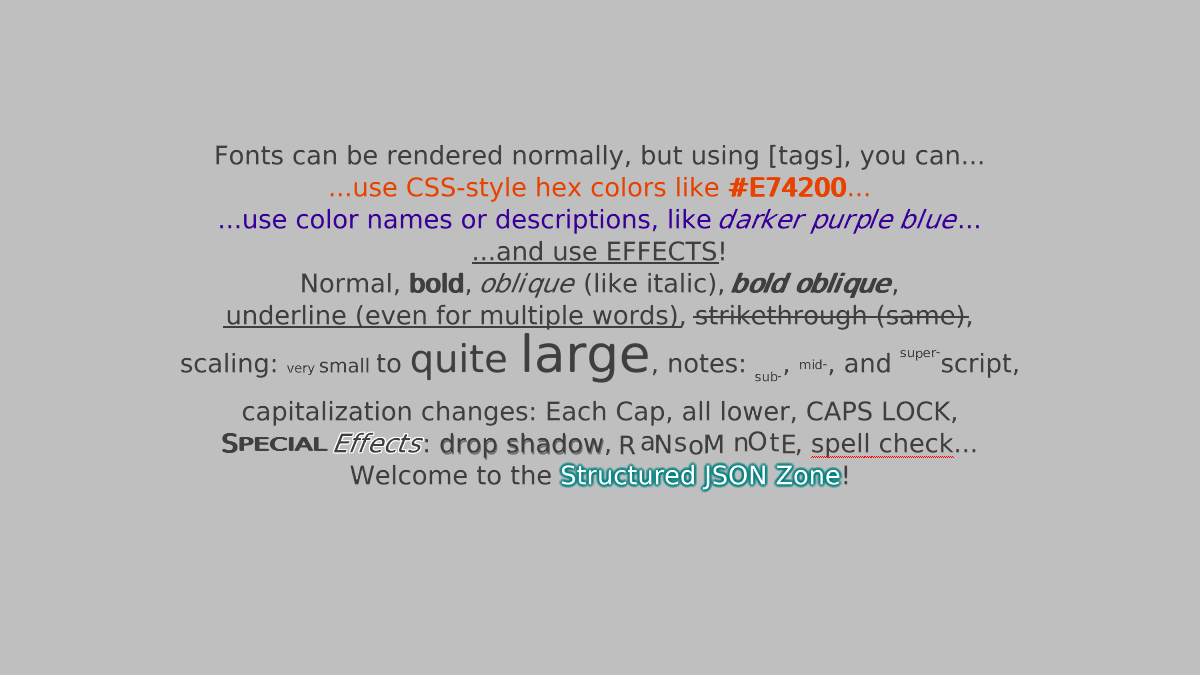 Fonts can be rendered normally, but using [tags], you can...
...use CSS-style hex colors like #E74200...
...use color names or descriptions, like darker purple blue...
...and use EFFECTS!
Normal, bold, oblique (like italic), bold oblique,
underline (even for multiple words), strikethrough (same),
scaling: very small to quite large, notes: sub-, mid-, and super-script,
capitalization changes: Each Cap, all lower, CAPS LOCK,
SPECIAL Effects: drop shadow, RaNsoM nOtE, spell check...
Welcome to the Structured JSON Zone!